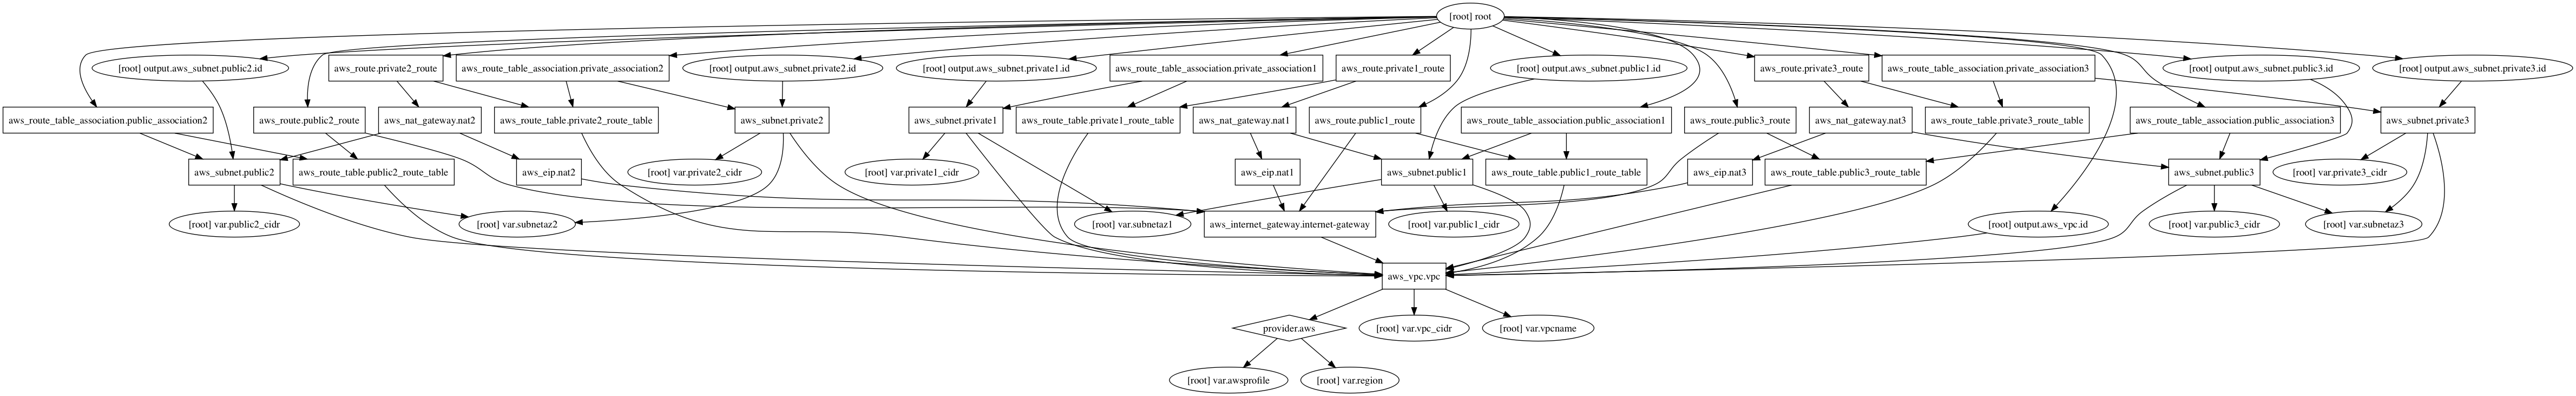 [root] root
[root] output.aws_subnet.public2.id
aws_route.private2_route
aws_route_table_association.private_association2
[root] output.aws_subnet.private2.id
[root] output.aws_subnet.private1.id
aws_route_table_association.private_association1
aws_route.private1_route
[root] output.aws_subnet.public1.id
aws_route.private3_route
aws_route_table_association.private_association3
[root] output.aws_subnet.public3.id
[root] output.aws_subnet.private3.id
aws_route_table_association.public_association2
aws_route.public2_route
aws_nat_gateway.nat2
aws_route_table.private2_route_table
aws_subnet.private2
aws_subnet.private1
aws_route_table.private1_route_table
aws_nat_gateway.nat1
aws_route.public1_route
aws_route_table_association.public_association1
aws_route.public3_route
aws_nat_gateway.nat3
aws_route_table.private3_route_table
aws_route_table_association.public_association3
aws_subnet.private3
aws_subnet.public2
aws_route_table.public2_route_table
aws_eip.nat2
[root] var.private2_cidr
[root] var.private1_cidr
aws_eip.nat1
aws_subnet.public1
aws_route_table.public1_route_table
aws_eip.nat3
aws_route_table.public3_route_table
aws_subnet.public3
[root] var.private3_cidr
[root] var.public2_cidr
[root] var.subnetaz2
[root] var.subnetaz1
aws_internet_gateway.internet-gateway
[root] var.public1_cidr
[root] output.aws_vpc.id
[root] var.public3_cidr
[root] var.subnetaz3
aws_vpc.vpc
provider.aws
[root] var.vpc_cidr
[root] var.vpcname
[root] var.awsprofile
[root] var.region